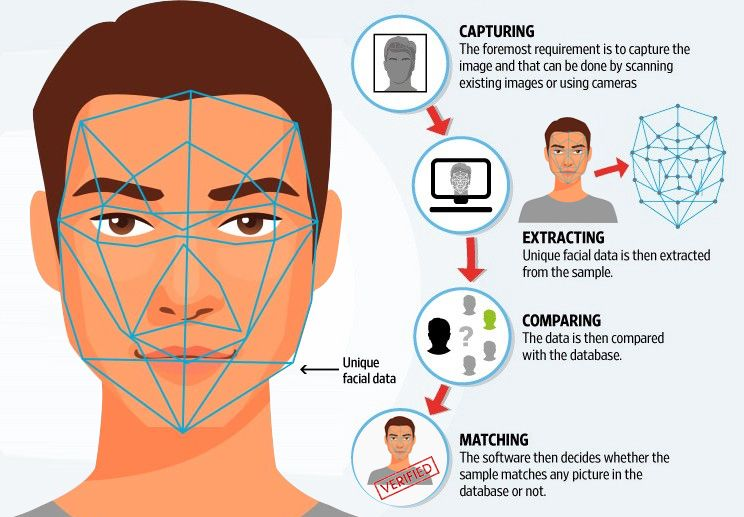 CAPTURING
The foremost requirement is to capture the
image and that can be done by scanning
existing images or using cameras
EXTRACTING
Unique facial data is then extracted
from the sample.
COMPARING
The data is then compared
with the database.
?
Unique
facial data
MATCHING
The software then decides whether the
sample matches any picture in the
database or not.
VERIFIED